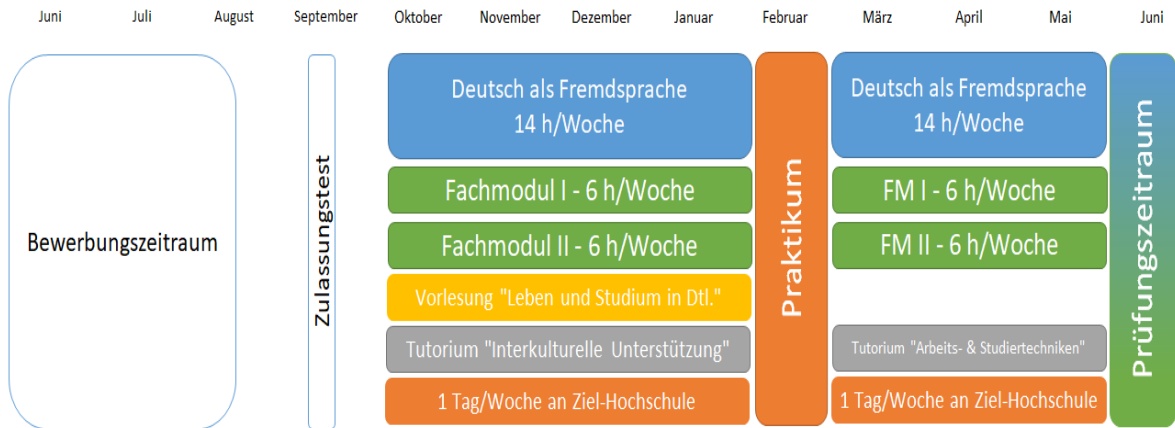 Juni Juli August September Oktober November Dezember Januar Februar März April Mai Juni
Bewerbungszeitraum
Zulassungstest
Deutsch als Fremdsprache
14 h/Woche
Fachmodul I - 6 h/Woche
Fachmodul II - 6 h/Woche
Vorlesung "Leben und Studium in Dtl."
Tutorium "Interkulturelle Unterstützung"
1 Tag/Woche an Ziel-Hochschule
Praktikum
Deutsch als Fremdsprache
14 h/Woche
FM I - 6 h/Woche
FM II - 6 h/Woche
Tutorium "Arbeits- & Studiertechniken"
1 Tag/Woche an Ziel-Hochschule
Prüfungszeitraum